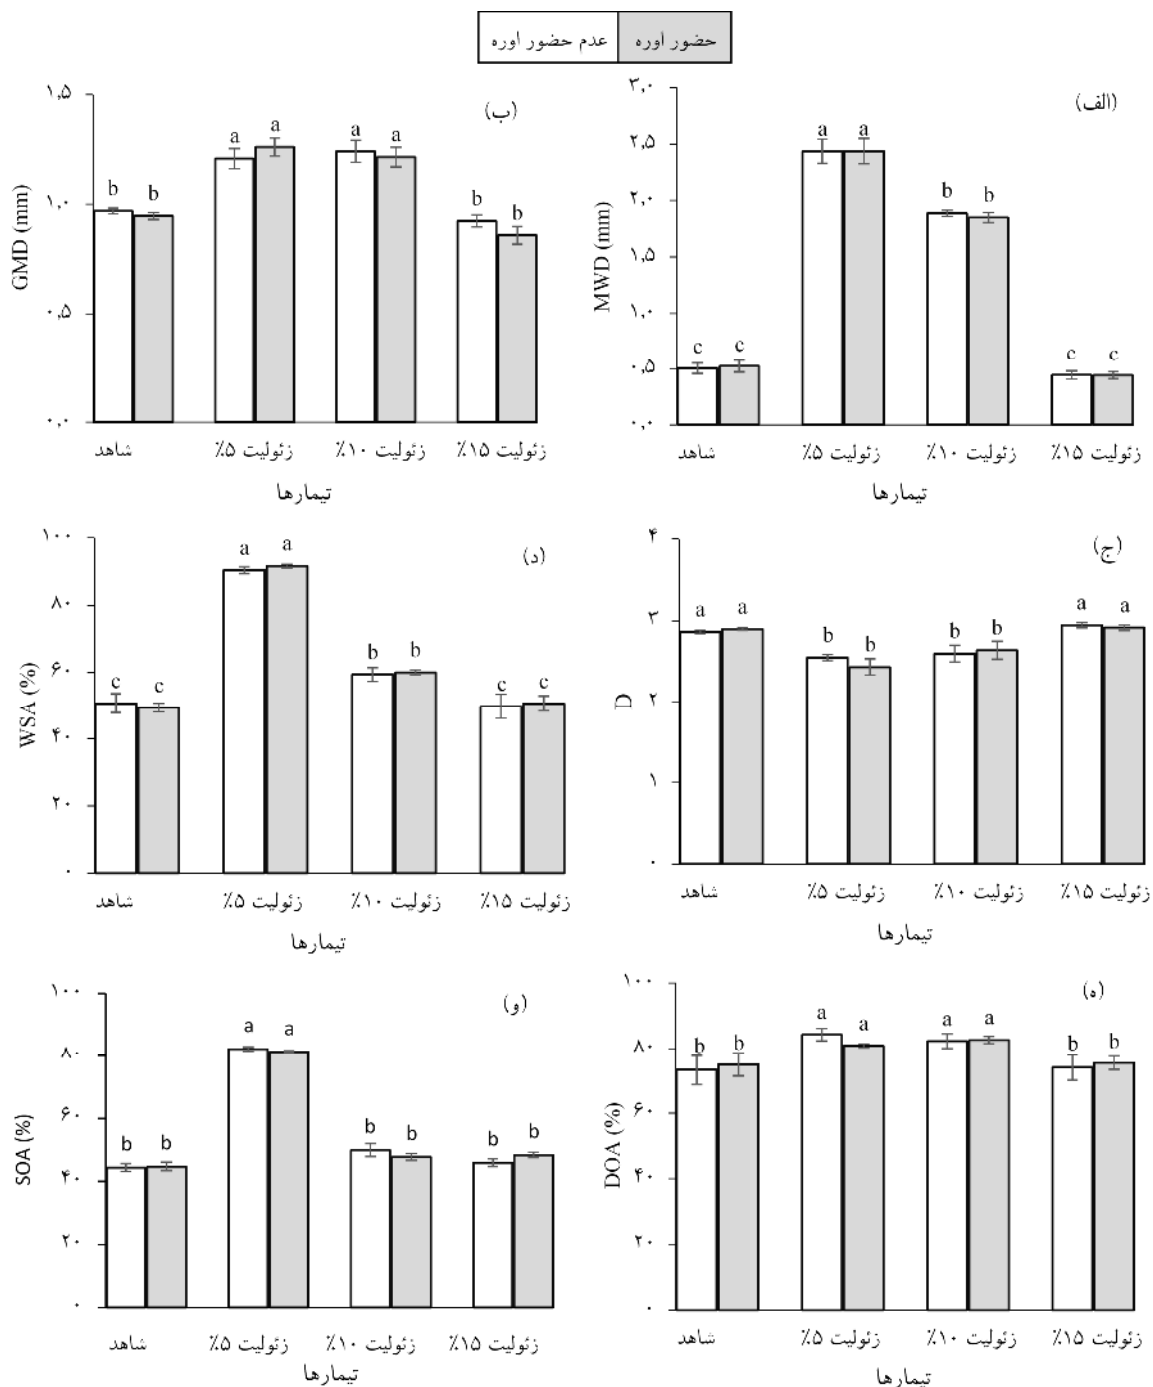 حضور اوره
عدم حضور اوره
(الف)
MWD (mm)
۳٫۰
۲٫۵
۲٫۰
۱٫۵
۱٫۰
۰٫۵
۰٫۰
c c a a b b c c
شاهد زئولیت ۵٪ زئولیت ۱۰٪ زئولیت ۱۵٪
تیمارها
(ب)
GMD (mm)
۱٫۵
۱٫۰
۰٫۵
۰٫۰
b b a a a a b b
شاهد زئولیت ۵٪ زئولیت ۱۰٪ زئولیت ۱۵٪
تیمارها
(ج)
D
۴
۳
۲
۱
۰
a a b b b b a a
شاهد زئولیت ۵٪ زئولیت ۱۰٪ زئولیت ۱۵٪
تیمارها
(د)
WSA (%)
۱۰۰
۸۰
۶۰
۴۰
۲۰
۰
c c a a b b c c
شاهد زئولیت ۵٪ زئولیت ۱۰٪ زئولیت ۱۵٪
تیمارها
(ه)
DOA (%)
۱۰۰
۸۰
۶۰
۴۰
۲۰
۰
b b a a a a b b
شاهد زئولیت ۵٪ زئولیت ۱۰٪ زئولیت ۱۵٪
تیمارها
(و)
SOA (%)
۱۰۰
۸۰
۶۰
۴۰
۲۰
۰
b b a a b b b b
شاهد زئولیت ۵٪ زئولیت ۱۰٪ زئولیت ۱۵٪
تیمارها